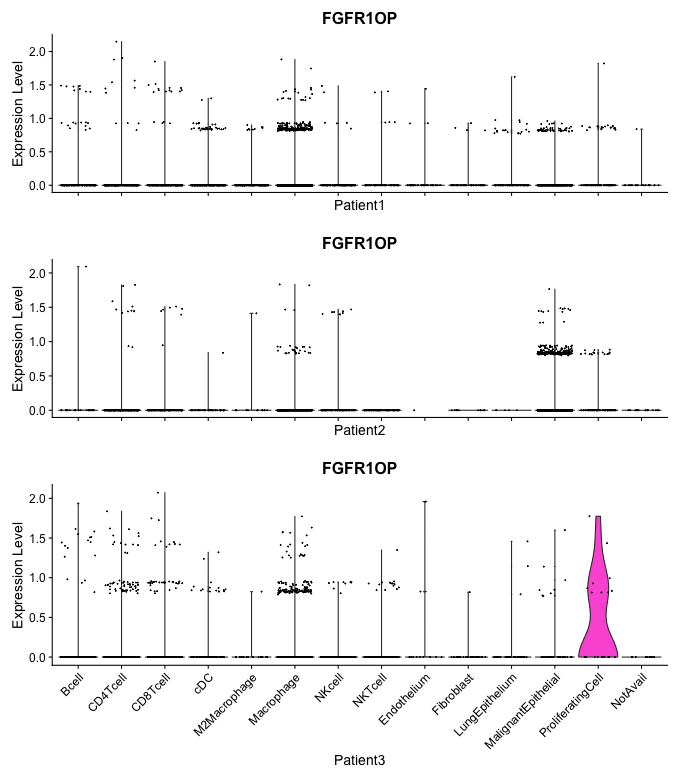 FGFR1OP
Expression Level
2.0
1.5
1.0
0.5
0.0
Patient1
FGFR1OP
Expression Level
2.0
1.5
1.0
0.5
0.0
Patient2
FGFR1OP
Expression Level
2.0
1.5
1.0
0.5
0.0
Bcell
CD4Tcell
CD8Tcell
cDC
M2Macrophage
Macrophage
NKcell
NKTcell
Endothelium
Fibroblast
LungEpithelium
MalignantEpithelial
ProliferatingCell
NotAvail
Patient3